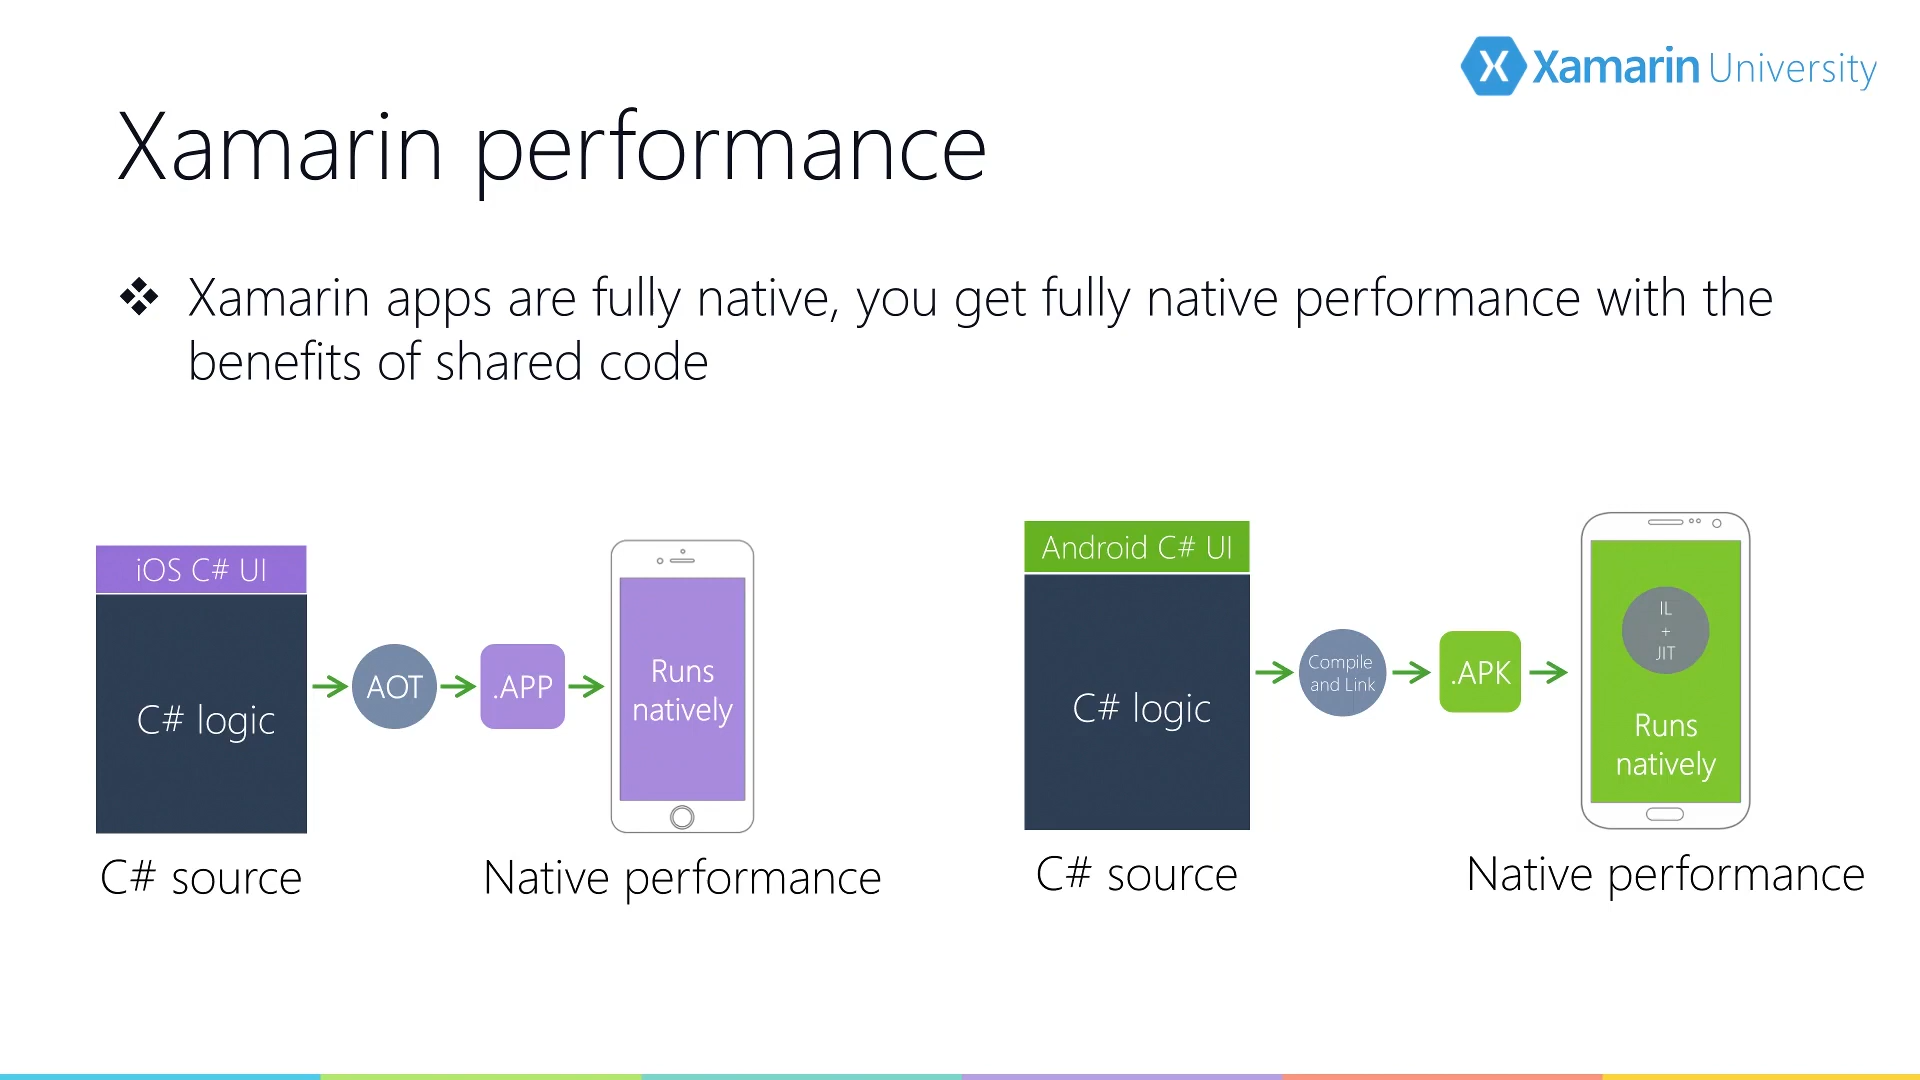 Xamarin University
Xamarin performance
❖ Xamarin apps are fully native, you get fully native performance with the
benefits of shared code
iOS C# UI
C# logic
AOT
.APP
Runs
natively
C# source
Native performance
Android C# UI
C# logic
Compile
and Link
.APK
IL
+
JIT
Runs
natively
C# source
Native performance